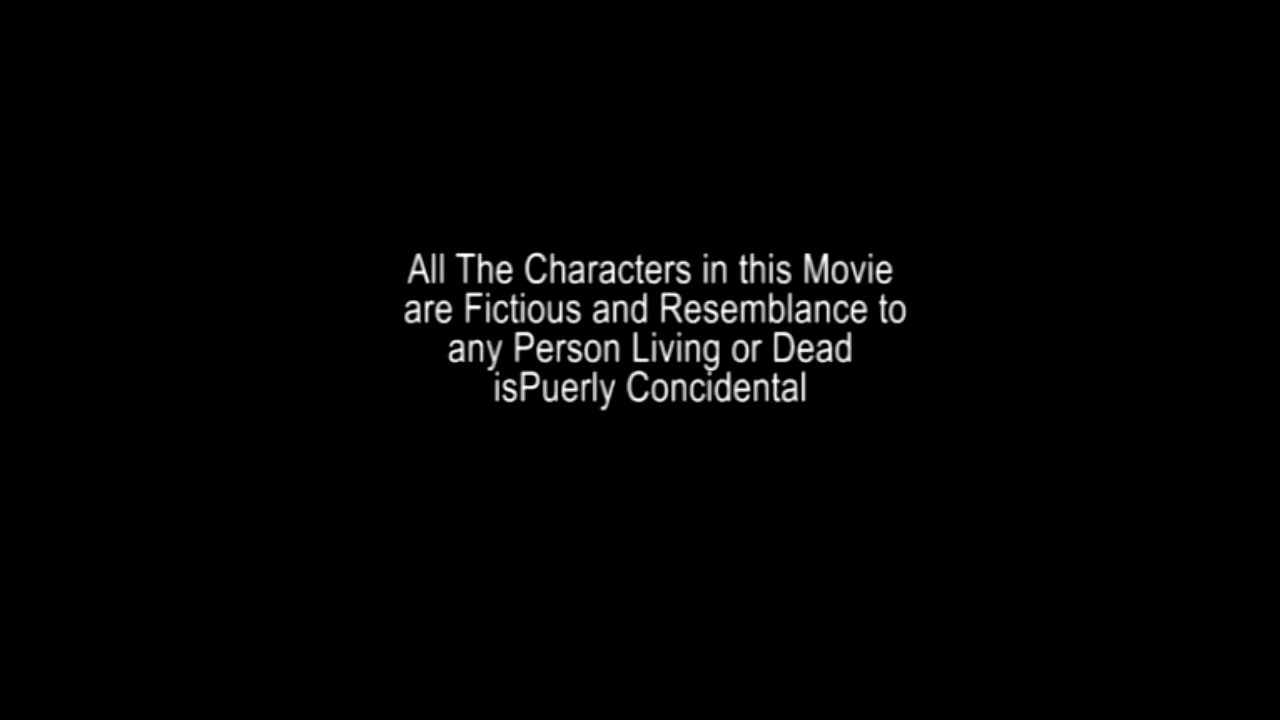 All The Characters in this Movie
are Fictious and Resemblance to
any Person Living or Dead
isPuerly Concidental